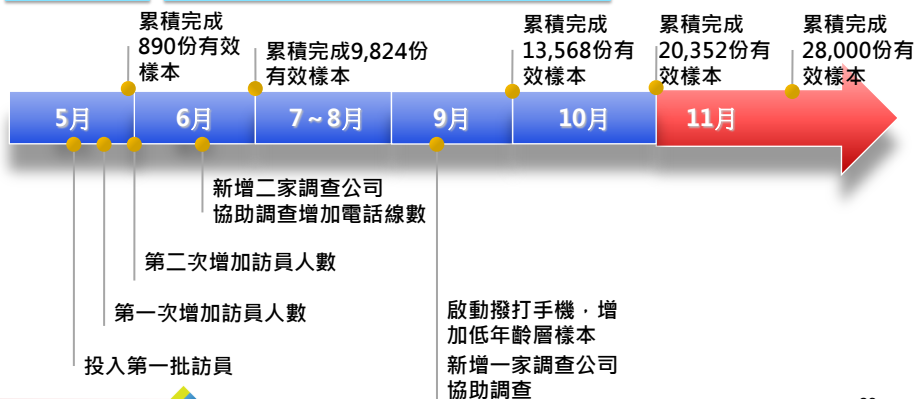 累積完成
890份有效
樣本
累積完成9,824份
有效樣本
累積完成
13,568份有
效樣本
累積完成
20,352份有
效樣本
累積完成
28,000份有
效樣本
5月
6月
7~8月
9月
10月
11月
新增二家調查公司
協助調查增加電話線數
第二次增加訪員人數
第一次增加訪員人數
投入第一批訪員
啟動撥打手機，增
加低年齡層樣本
新增一家調查公司
協助調查